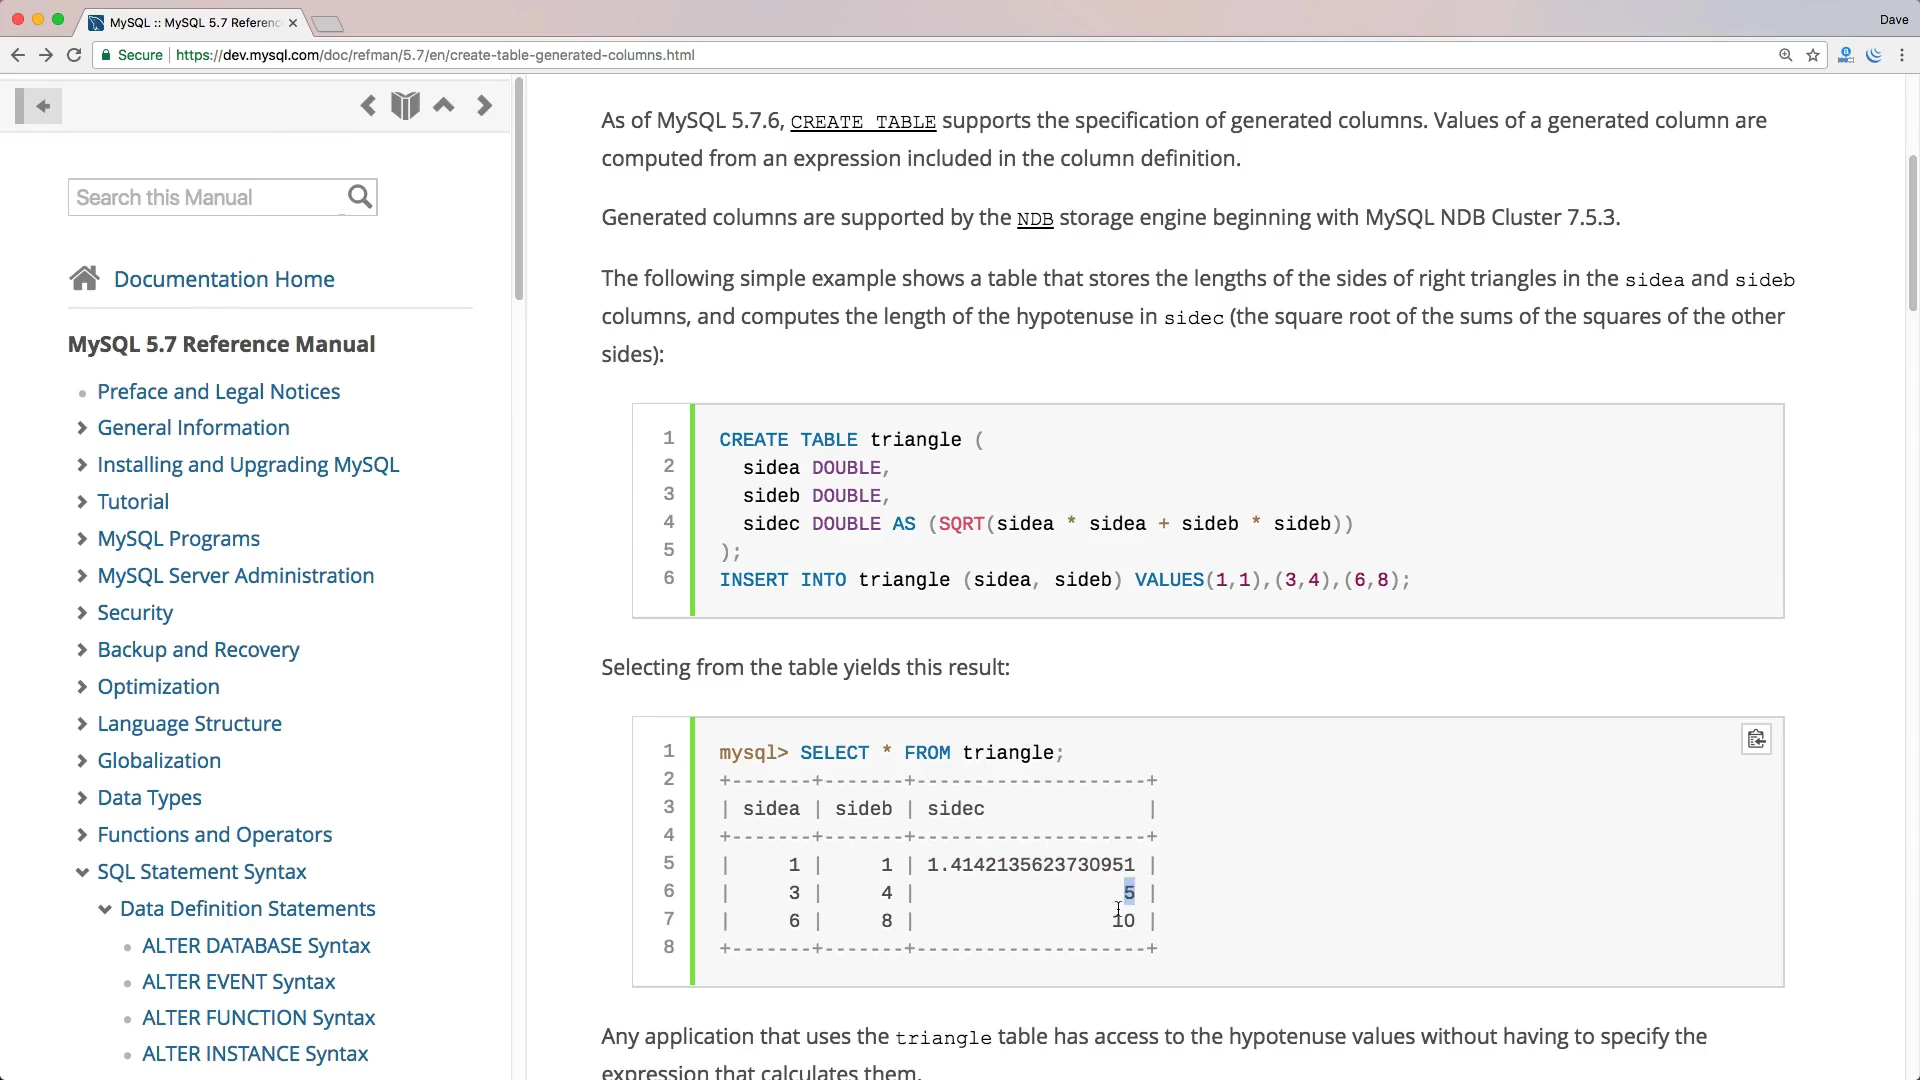 MySQL :: MySQL 5.7 Referenc
Dave
Secure
https://dev.mysql.com/doc/refman/5.7/en/create-table-generated-columns.html
Search this Manual
Documentation Home
MySQL 5.7 Reference Manual
Preface and Legal Notices
General Information
Installing and Upgrading MySQL
Tutorial
MySQL Programs
MySQL Server Administration
Security
Backup and Recovery
Optimization
Language Structure
Globalization
Data Types
Functions and Operators
SQL Statement Syntax
Data Definition Statements
ALTER DATABASE Syntax
ALTER EVENT Syntax
ALTER FUNCTION Syntax
ALTER INSTANCE Syntax
As of MySQL 5.7.6, CREATE TABLE supports the specification of generated columns. Values of a generated column are
computed from an expression included in the column definition.
Generated columns are supported by the NDB storage engine beginning with MySQL NDB Cluster 7.5.3.
The following simple example shows a table that stores the lengths of the sides of right triangles in the sidea and sideb
columns, and computes the length of the hypotenuse in sidec (the square root of the sums of the squares of the other
sides):
1 CREATE TABLE triangle (
2   sidea DOUBLE,
3   sideb DOUBLE,
4   sidec DOUBLE AS (SQRT(sidea * sidea + sideb * sideb))
5 );
6 INSERT INTO triangle (sidea, sideb) VALUES(1,1),(3,4),(6,8);
Selecting from the table yields this result:
1 mysql> SELECT * FROM triangle;
2 +-------+-------+--------------------+
3 | sidea | sideb | sidec              |
4 +-------+-------+--------------------+
5 |     1 |     1 | 1.4142135623730951 |
6 |     3 |     4 |                  5 |
7 |     6 |     8 |                 10 |
8 +-------+-------+--------------------+
Any application that uses the triangle table has access to the hypotenuse values without having to specify the
expression that calculates them.